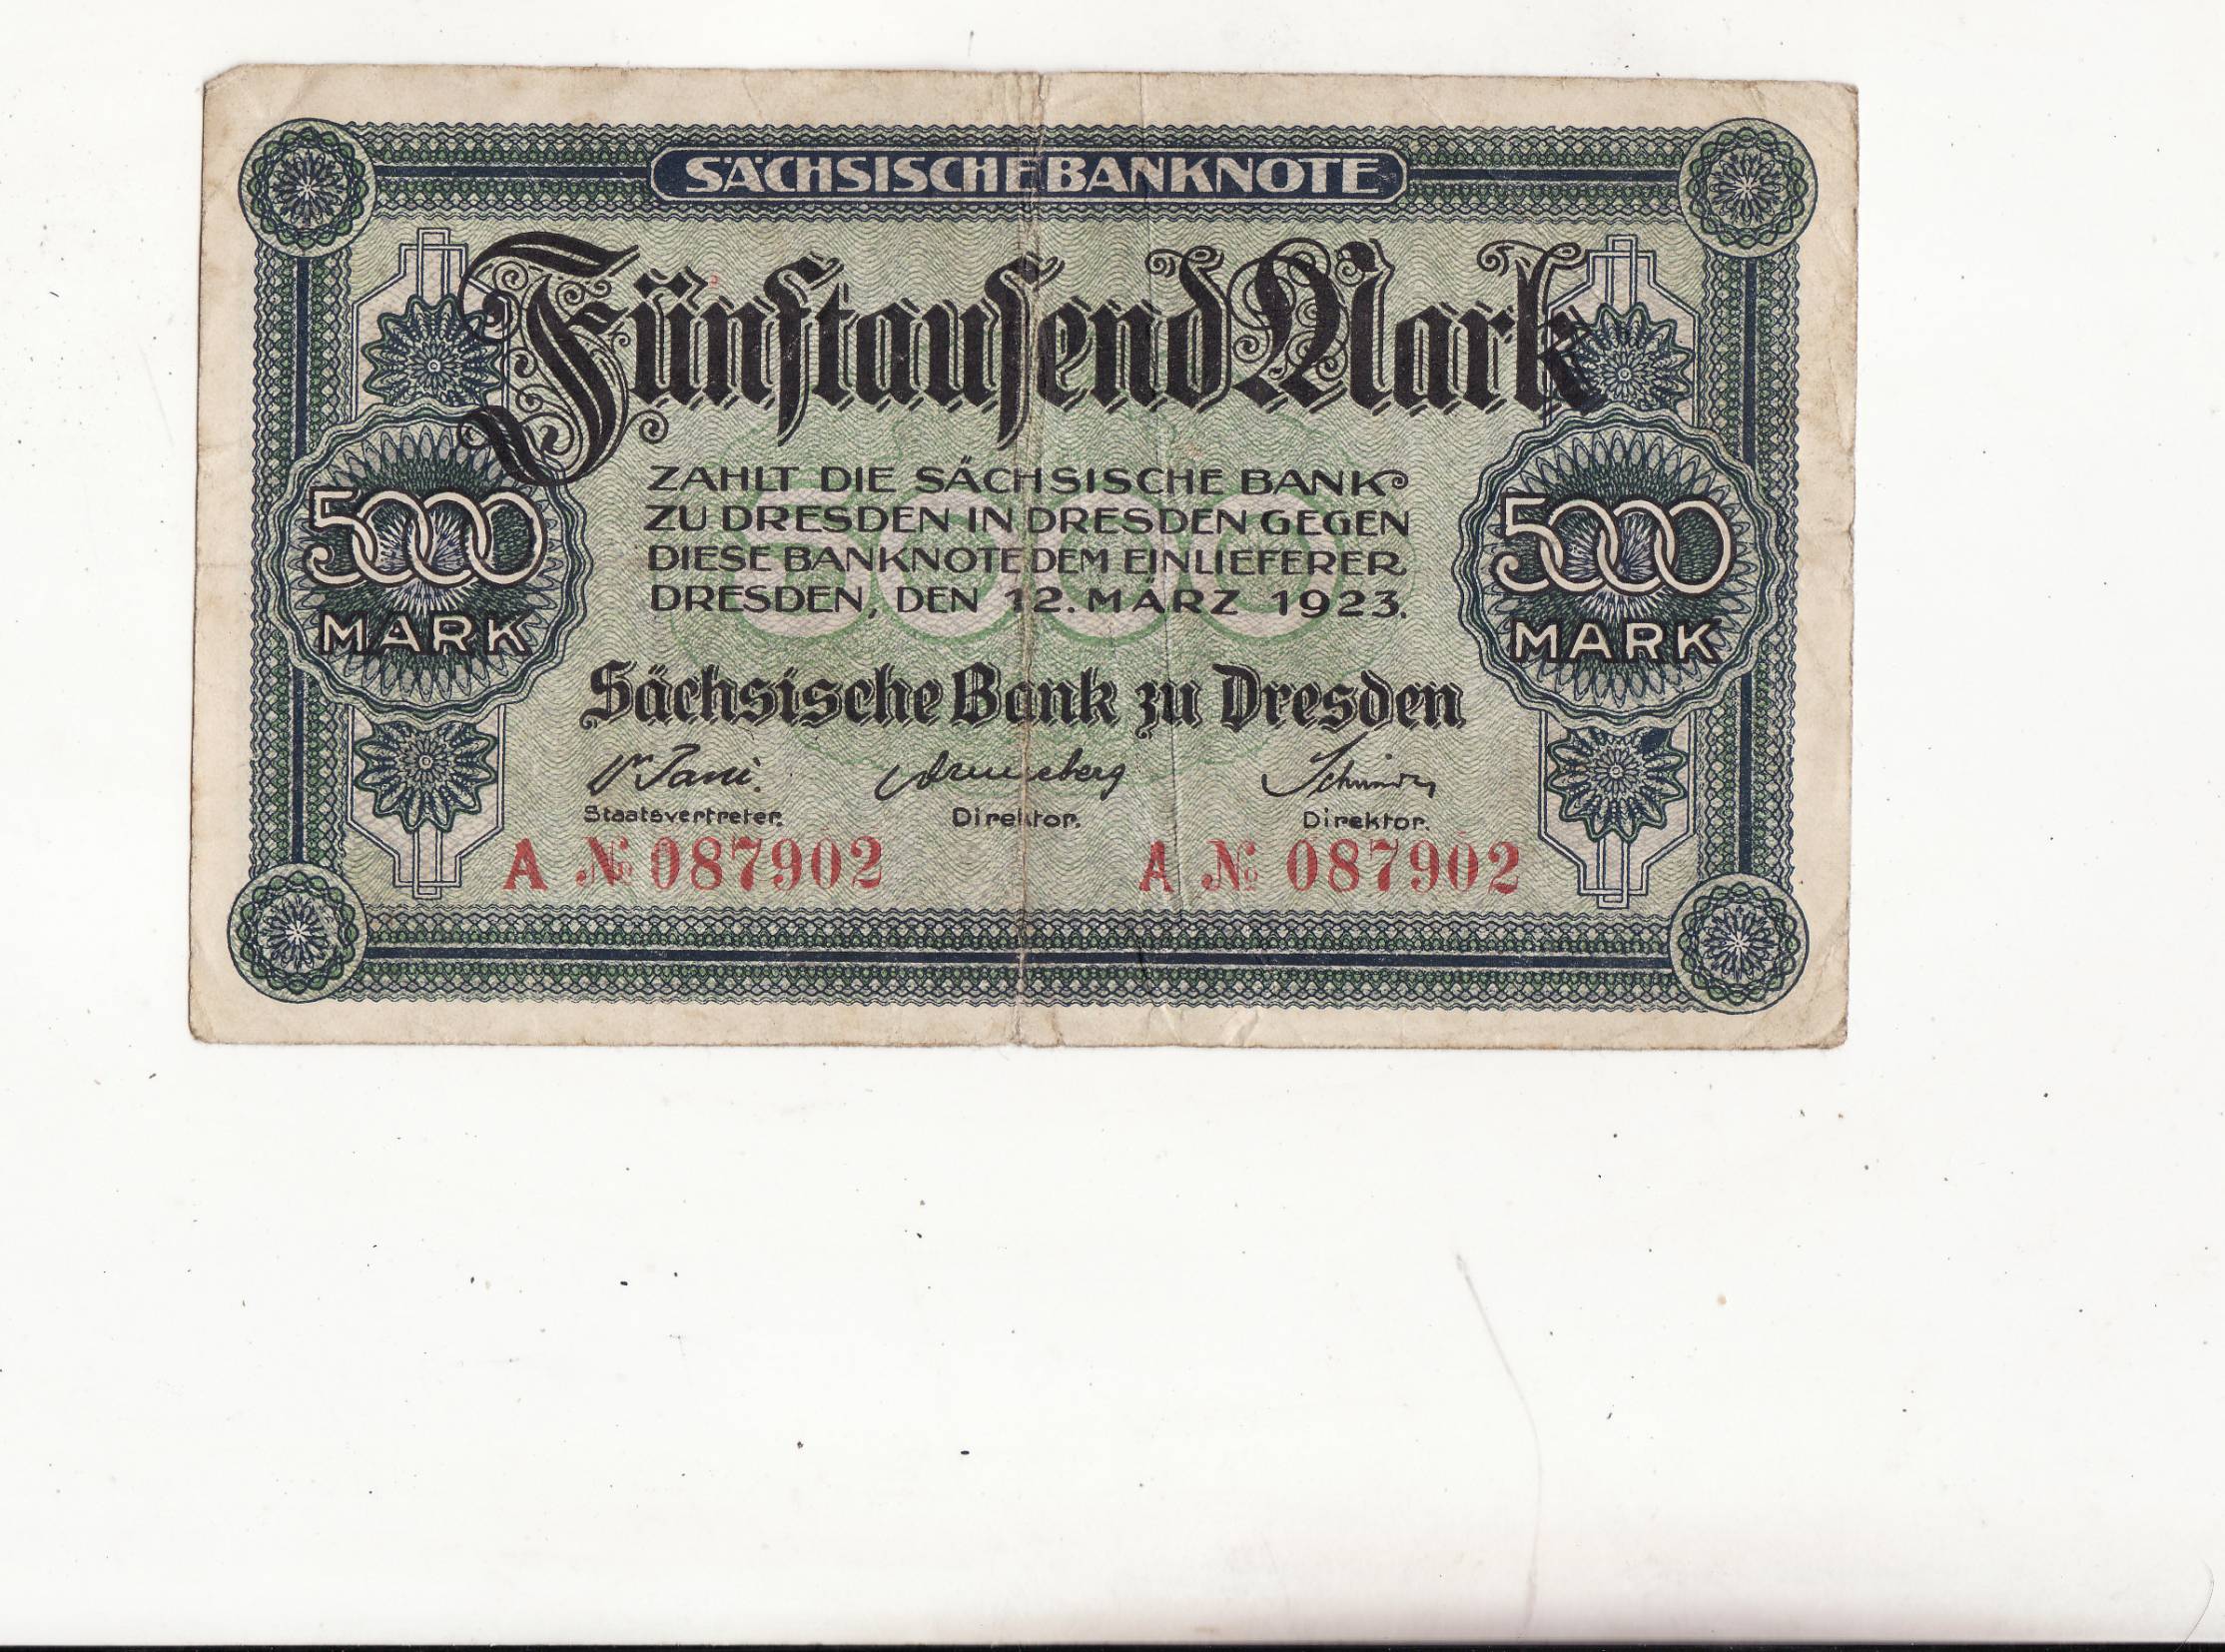 SÄCHSISCHE BANKNOTE
Fünftausend Mark
ZAHLT DIE SÄCHSISCHE BANK
ZU DRESDEN IN DRESDEN GEGEN
DIESE BANKNOTE DEM EINLIEFERER
DRESDEN, DEN 12. MÄRZ 1923.
5000
MARK
5000
MARK
5000
Sächsische Bank zu Dresden
Staatsvertreter. Direktor. Direktor.
A № 087902 A № 087902